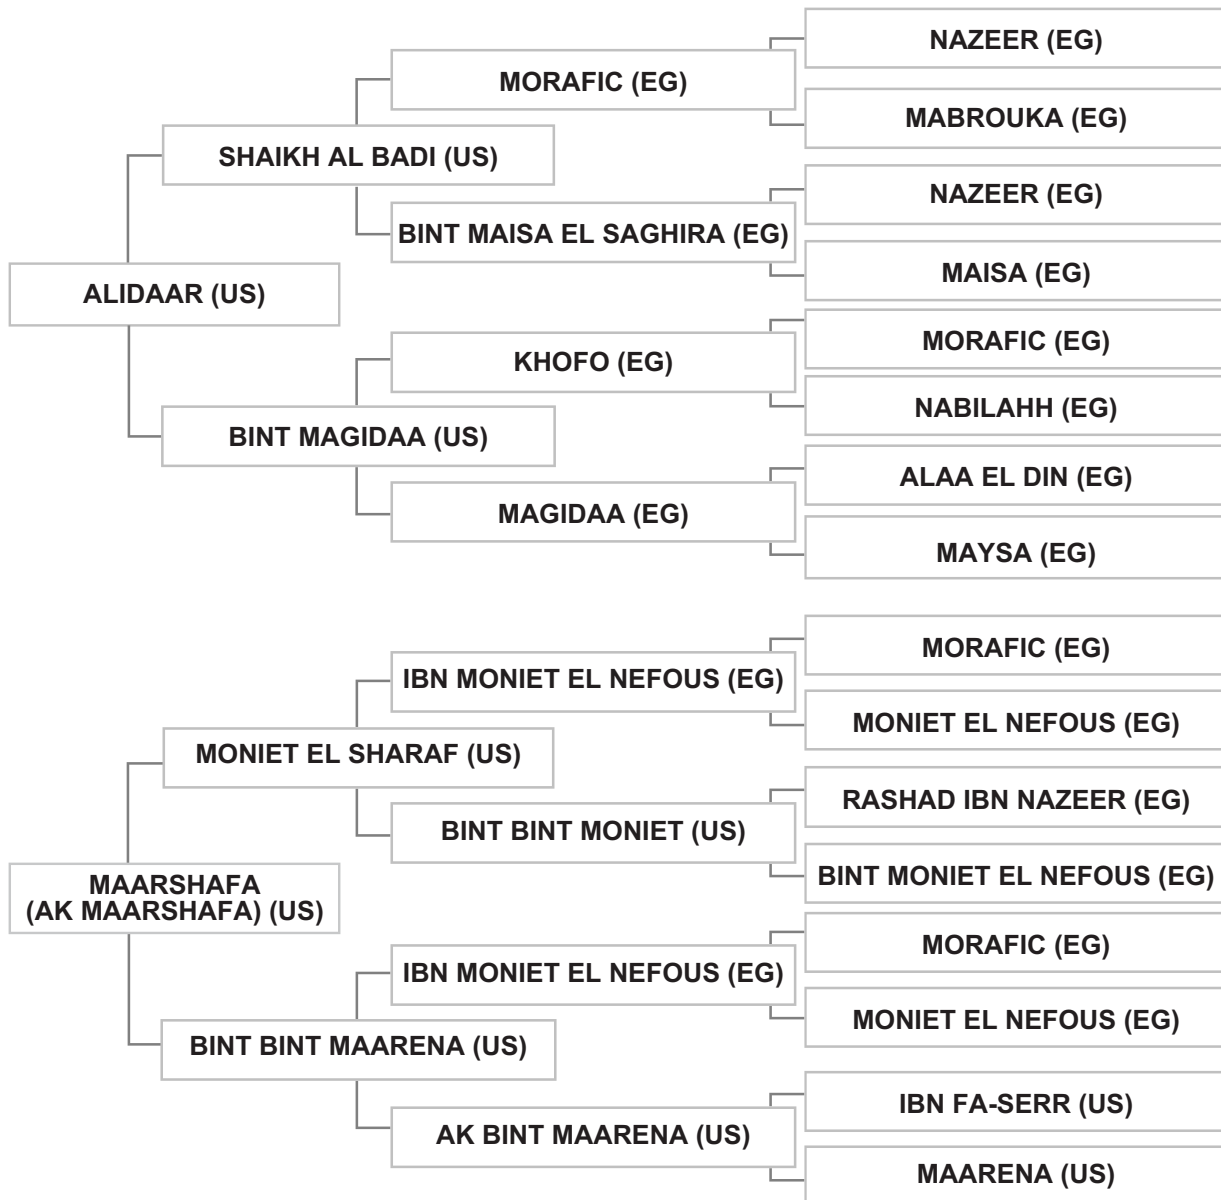 NAZEER (EG)
MORAFIC (EG)
MABROUKA (EG)
SHAIKH AL BADI (US)
NAZEER (EG)
BINT MAISA EL SAGHIRA (EG)
MAISA (EG)
ALIDAAR (US)
MORAFIC (EG)
KHOFO (EG)
NABILAHH (EG)
BINT MAGIDAA (US)
ALAA EL DIN (EG)
MAGIDAA (EG)
MAYSA (EG)
MORAFIC (EG)
IBN MONIET EL NEFOUS (EG)
MONIET EL NEFOUS (EG)
MONIET EL SHARAF (US)
RASHAD IBN NAZEER (EG)
BINT BINT MONIET (US)
BINT MONIET EL NEFOUS (EG)
MAARSHAFA
(AK MAARSHAFA) (US)
MORAFIC (EG)
IBN MONIET EL NEFOUS (EG)
MONIET EL NEFOUS (EG)
BINT BINT MAARENA (US)
IBN FA-SERR (US)
AK BINT MAARENA (US)
MAARENA (US)